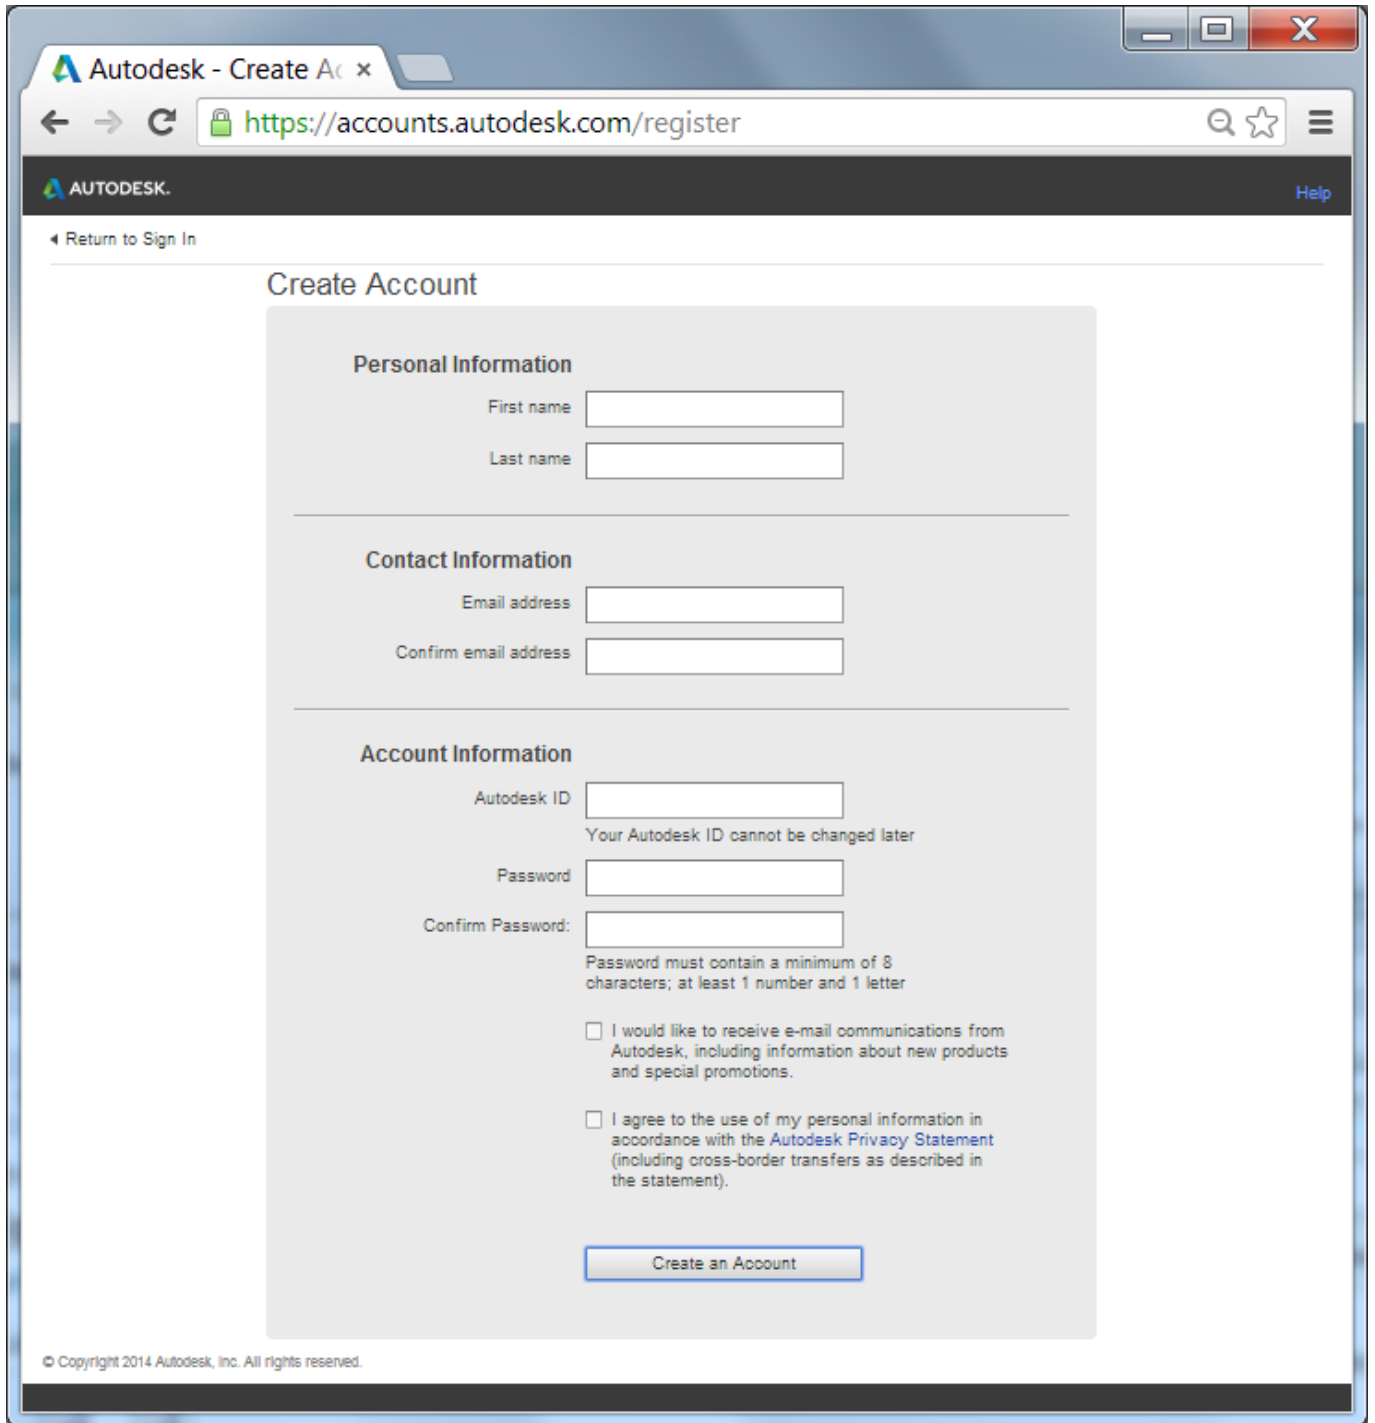 Autodesk - Create Ac
https://accounts.autodesk.com/register
AUTODESK.
Help
Return to Sign In
Create Account
Personal Information
First name
Last name
Contact Information
Email address
Confirm email address
Account Information
Autodesk ID
Your Autodesk ID cannot be changed later
Password
Confirm Password:
Password must contain a minimum of 8
characters; at least 1 number and 1 letter
I would like to receive e-mail communications from
Autodesk, including information about new products
and special promotions.
I agree to the use of my personal information in
accordance with the Autodesk Privacy Statement
(including cross-border transfers as described in
the statement).
Create an Account
© Copyright 2014 Autodesk, Inc. All rights reserved.